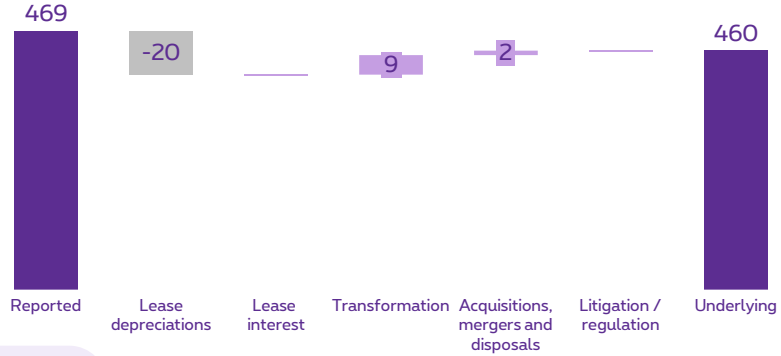 469
-20
9
2
460
Reported
Lease
depreciations
Lease
interest
Transformation
Acquisitions,
mergers and
disposals
Litigation /
regulation
Underlying